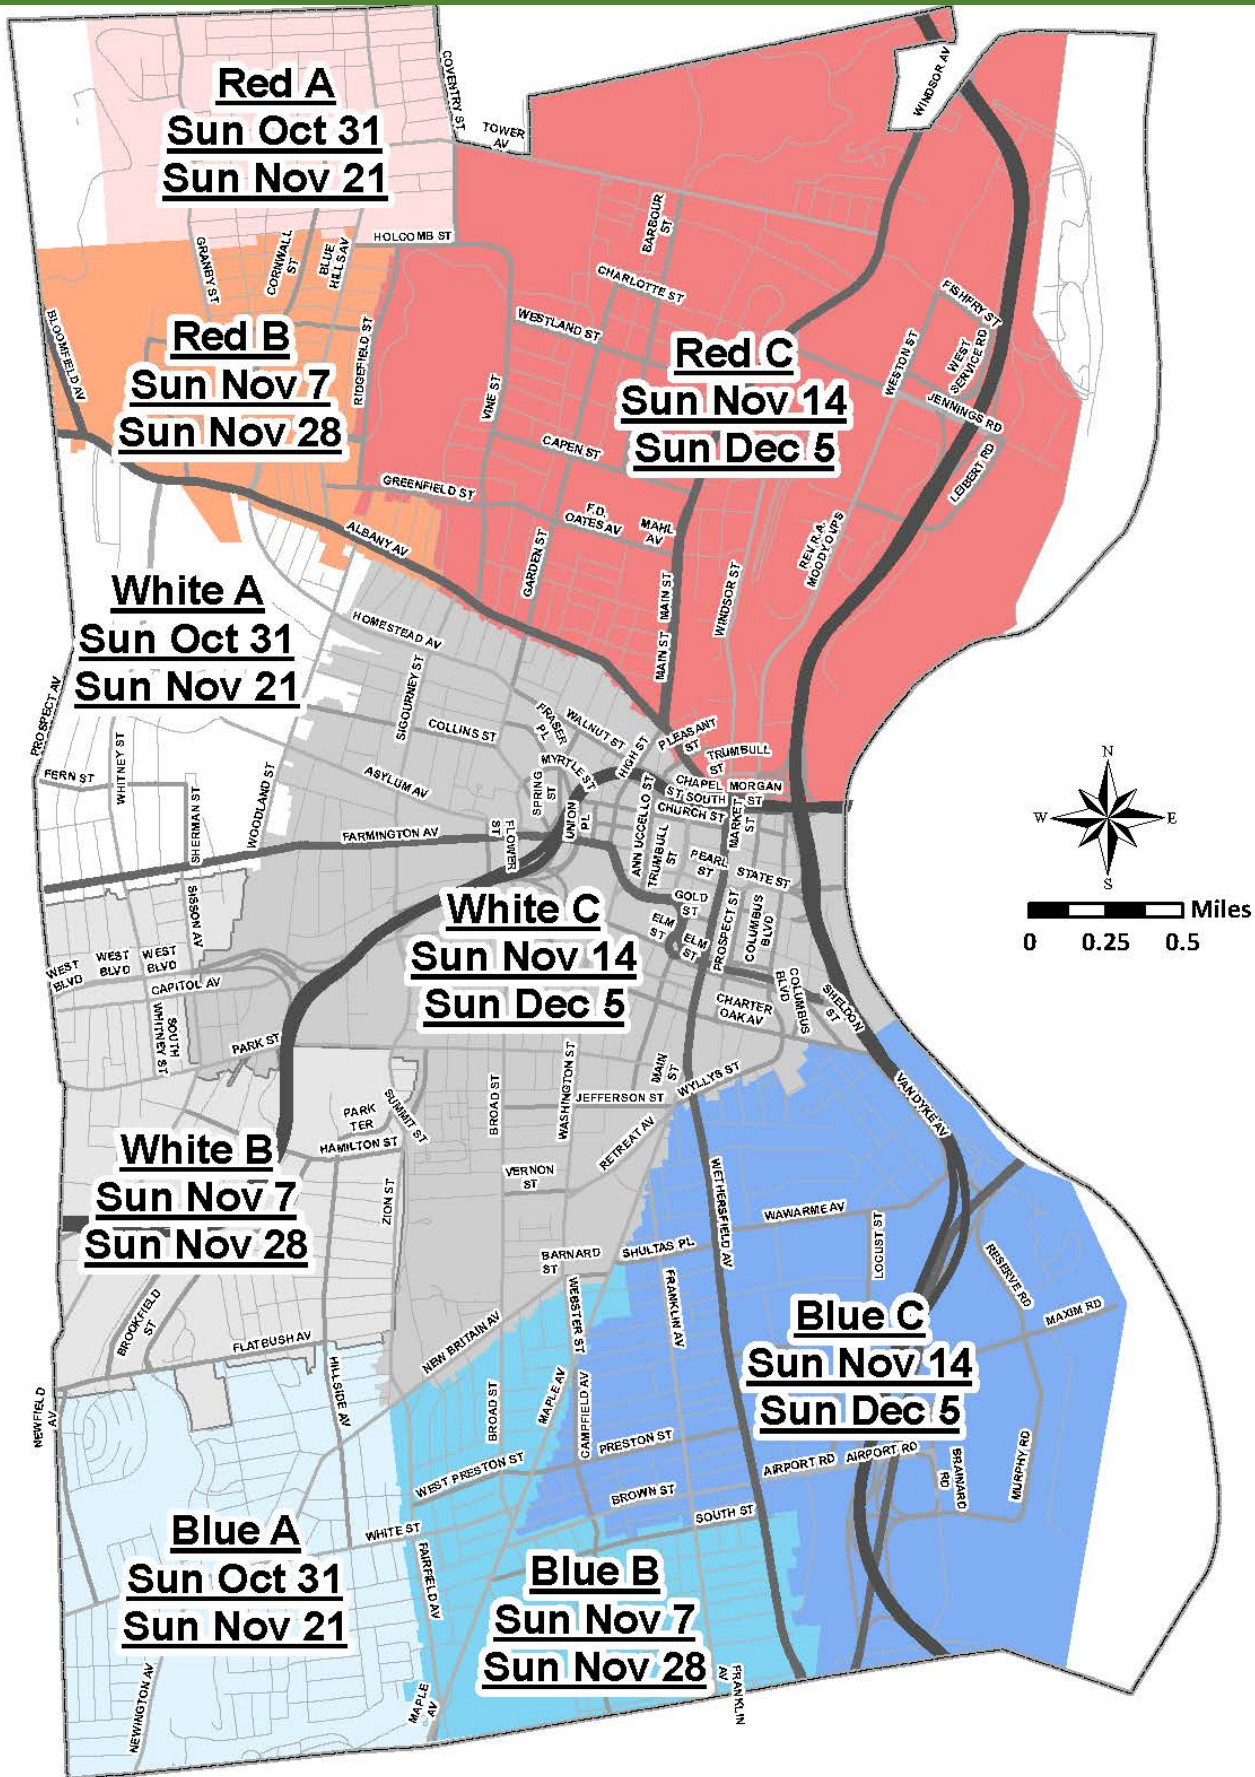 Red A
Sun Oct 31
Sun Nov 21
COVENTRY ST
TOWER
AV
WINDSOR AV
BARBOUR
ST
HOLCOMB ST
GRANBY ST
CORNWALL
ST
BLUE
HILLS AV
CHARLOTTE ST
FISHFRY ST
BLOOMFIELD AV
Red B
Sun Nov 7
Sun Nov 28
RIDGEFIELD ST
WESTLAND ST
Red C
Sun Nov 14
Sun Dec 5
WESTON ST
WEST
SERVICE RD
JENNINGS RD
VINE ST
CAPEN ST
LEIBERT RD
GREENFIELD ST
F.D.
OATES AV
MAHL
AV
REV. R.A.
MOODY OVPS
ALBANY AV
GARDEN ST
MAIN ST
MAIN ST
WINDSOR ST
White A
Sun Oct 31
Sun Nov 21
HOMESTEAD AV
SIGOURNEY ST
PROSPECT AV
FERN ST
WHITNEY ST
COLLINS ST
FRASER
PL
WALNUT ST
HIGH ST
PLEASANT
ST
TRUMBULL
ST
MYRTLE ST
ASYLUM AV
SPRING
ST
CHAPEL
ST SOUTH
MORGAN
ST
CHURCH ST
MARKET
ST
SHERMAN ST
WOODLAND ST
FARMINGTON AV
FLOWER
ST
UNION
PL
ANN UCCELLO ST
TRUMBULL
ST
PEARL
ST
STATE ST
GOLD
ST
ELM
ST
ELM
ST
PROSPECT ST
COLUMBUS
BLVD
N
W
E
S
Miles
0
0.25
0.5
SISSON AV
White C
Sun Nov 14
Sun Dec 5
WEST
BLVD
WEST
BLVD
WEST
BLVD
CAPITOL AV
SOUTH
WHITNEY ST
PARK ST
CHARTER
OAK AV
COLUMBUS
BLVD
SHELDON
ST
MAIN
ST
WYLLYS ST
VAN DYKE AV
BROAD ST
WASHINGTON ST
JEFFERSON ST
RETREAT AV
PARK
TER
SUMMIT ST
HAMILTON ST
VERNON
ST
White B
Sun Nov 7
Sun Nov 28
ZION ST
WETHERSFIELD AV
WAWARME AV
LOCUST ST
RESERVE RD
MAXIM RD
BARNARD
ST
SHULTAS PL
WEBSTER ST
FRANKLIN AV
BROOKFIELD
ST
FLATBUSH AV
NEW BRITAIN AV
HILLSIDE AV
NEWFIELD
AV
Blue C
Sun Nov 14
Sun Dec 5
BROAD ST
MAPLE AV
CAMPFIELD AV
PRESTON ST
WEST PRESTON ST
AIRPORT RD
AIRPORT RD
BRAINARD
RD
MURPHY RD
BROWN ST
SOUTH ST
WHITE ST
FAIRFIELD AV
Blue A
Sun Oct 31
Sun Nov 21
Blue B
Sun Nov 7
Sun Nov 28
NEWINGTON AV
MAPLE
AV
FRANKLIN
AV